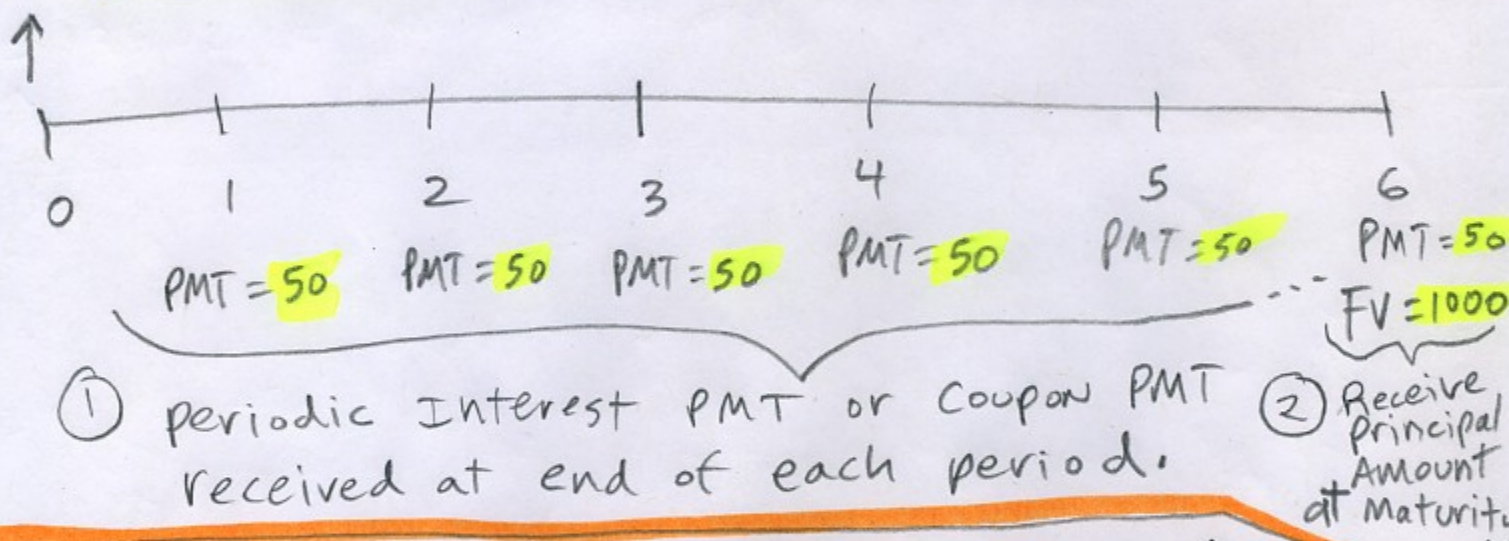 0 1 2 3 4 5 6
PMT = 50 PMT = 50 PMT = 50 PMT = 50 PMT = 50 PMT = 50
FV = 1000
① periodic Interest PMT or Coupon PMT
received at end of each period.
② Receive
principal
Amount
at Maturity